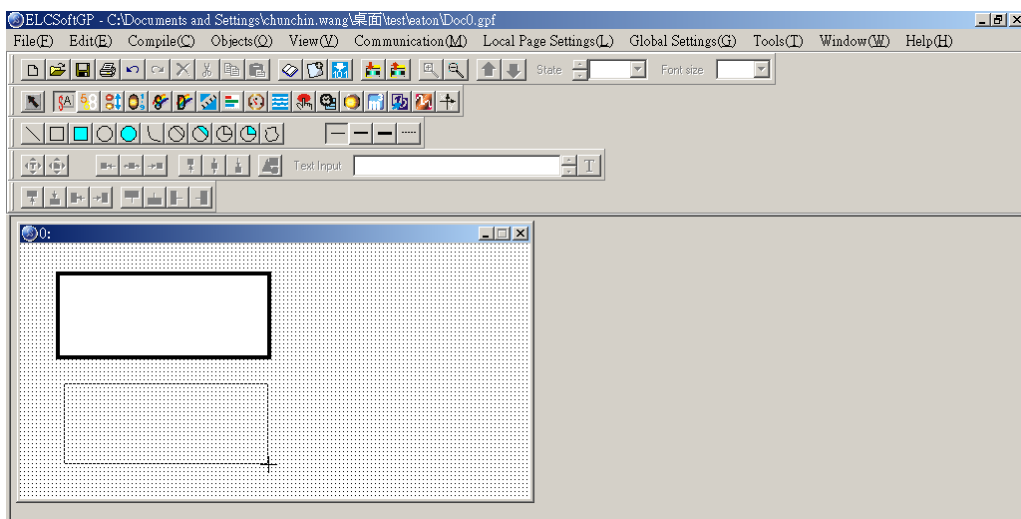 ELCSoftGP - C:\Documents and Settings\chunchin.wang\桌面\test\eaton\Doc0.gpf
File(F) Edit(E) Compile(C) Objects(O) View(V) Communication(M) Local Page Settings(L) Global Settings(G) Tools(T) Window(W) Help(H)
State Font size
Text Input T
0: